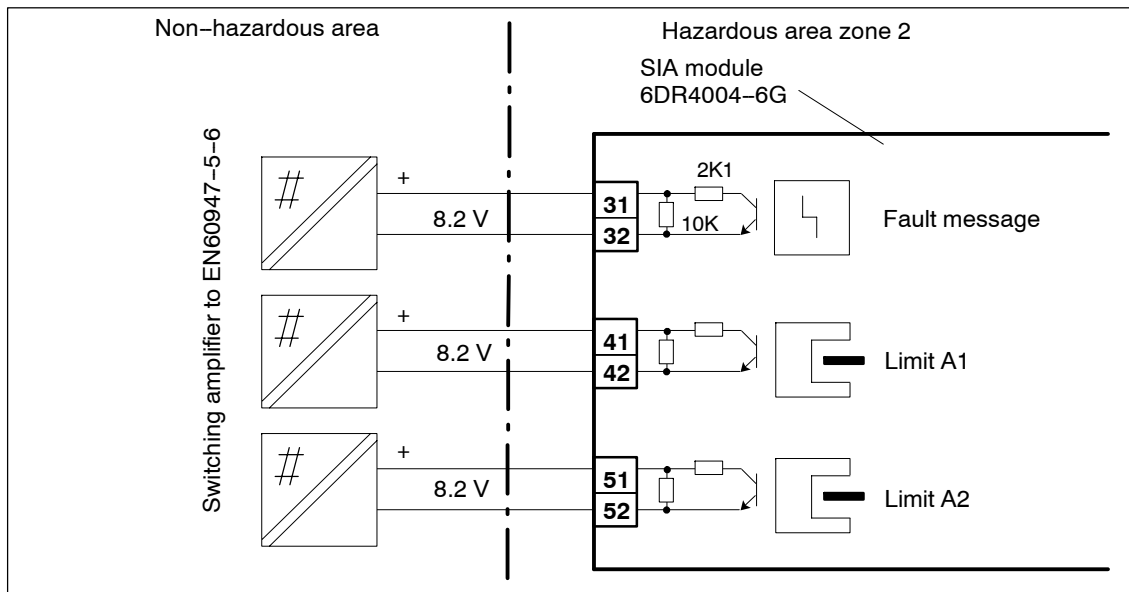 Non−hazardous area
Hazardous area zone 2
SIA module
6DR4004−6G
Switching amplifier to EN60947−5−6
+
8.2 V
31
32
2K1
10K
Fault message
+
8.2 V
41
42
Limit A1
+
8.2 V
51
52
Limit A2